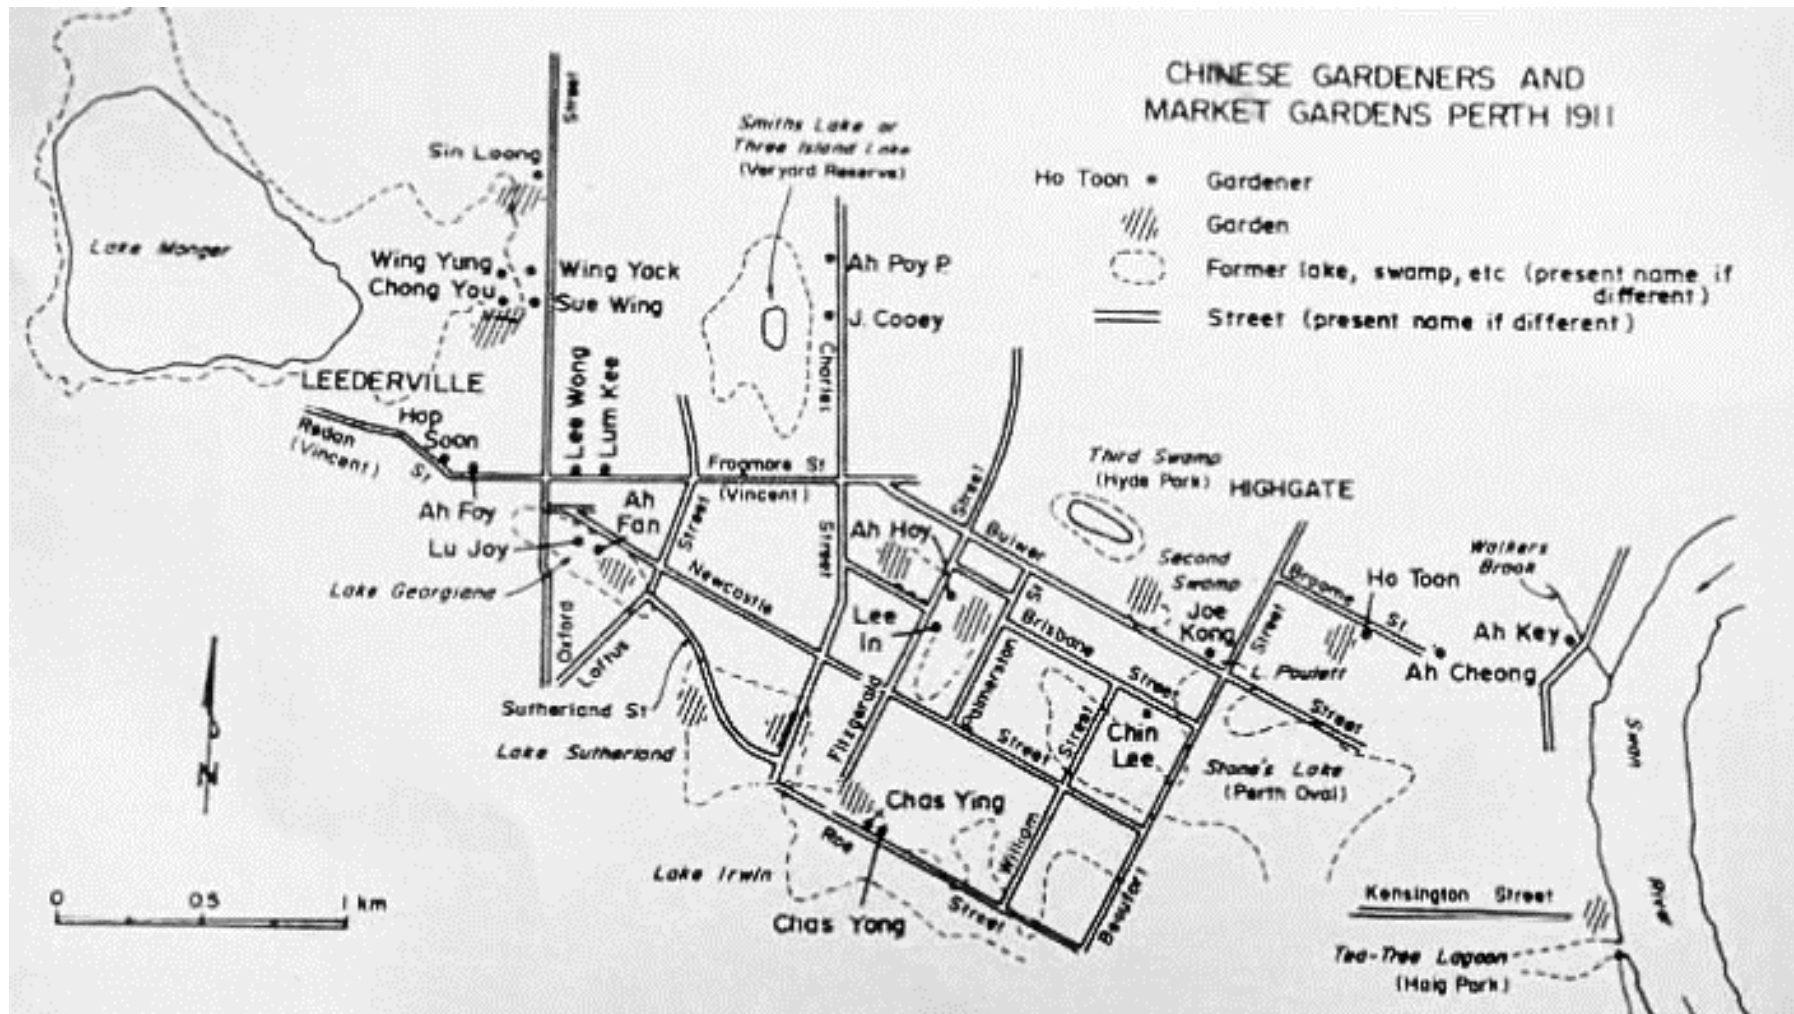 CHINESE GARDENERS AND
MARKET GARDENS PERTH 1911
Ho Toon
Gardener
Garden
Former lake, swamp, etc (present name if
different)
Street (present name if different)
Street
Sin Loong
Lake Monger
Wing Yung
Wing Yock
Chong You
Sue Wing
Smiths Lake or
Three Island Lake
(Veryard Reserve)
Ah Poy P.
J. Cooey
Charles
LEEDERVILLE
Lee Wong
Lum Kee
Hop
Soon
Redan
(Vincent)
St
Frogmore St
(Vincent)
Ah Foy
Ah
Fan
Lu Joy
Street
Lake Georgiana
Newcastle
Street
Ah Hoy
Street
Bulwer
Third Swamp
(Hyde Park)
HIGHGATE
Second
Swamp
Joe
Kong
Street
Broome
St
Ho Toon
Walkers
Brook
Ah Key
Ah Cheong
L. Poulett
Street
Lee
In
St
Brisbane
Street
Palmerston
Oxford
Loftus
Sutherland St
Lake Sutherland
Fitzgerald
Street
Street
Chin
Lee
Stone's Lake
(Perth Oval)
Swan
River
N
Chas Ying
Roe
William
Lake Irwin
Chas Yong
Street
Beaufort
Kensington Street
Tea-Tree Lagoon
(Haig Park)
0 0.5 1 km